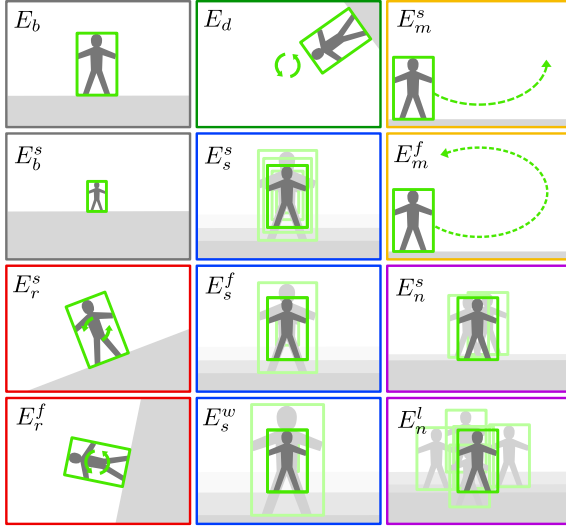 E_b
E_d
E_m^s
E_b^s
E_s^s
E_m^f
E_r^s
E_s^f
E_n^s
E_r^f
E_s^w
E_n^l